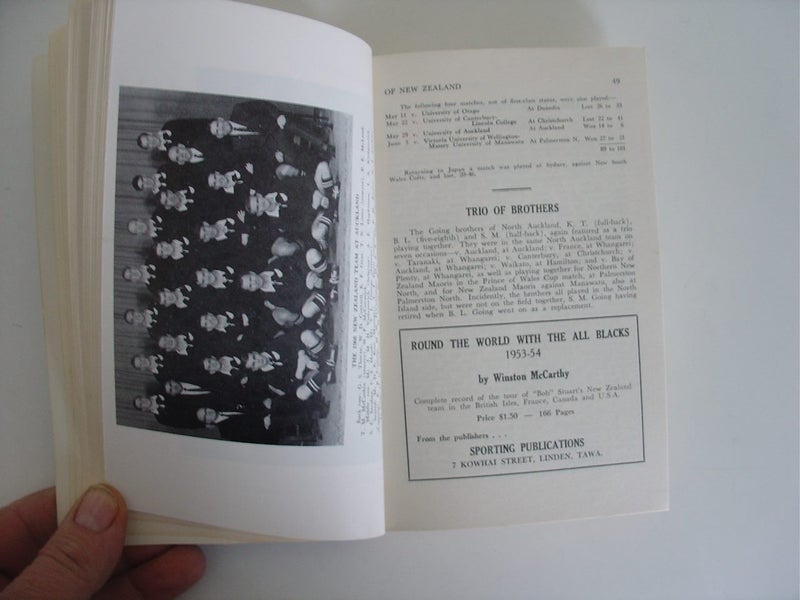 OF NEW ZEALAND 49
The following four matches, not of first-class status, were also played:—
May 11 v. University of Otago At Dunedin Lost 26 to 33
May 22 v. University of Canterbury-
Lincoln College At Christchurch Lost 22 to 41
May 29 v. University of Auckland At Auckland Won 14 to 6
June 3 v. Victoria University of Wellington-
Massey University of Manawatu At Palmerston N. Won 27 to 21
Returning to Japan a match was played at Sydney, against New South
Wales Colts, and lost,
TRIO OF BROTHERS
The Going brothers of North Auckland, K. T. (full-back),
B. L. (five-eighth) and S. M. (half-back), again featured as a trio
playing together. They were in the same North Auckland team on
seven occasions—v. Auckland, at Auckland; v. France, at Whangarei;
v. Taranaki, at Whangarei; v. Canterbury, at Christchurch; v.
Auckland, at Whangarei; v. Waikato, at Hamilton; and v. Bay of
Plenty, at Whangarei, as well as playing together for Northern New
Zealand Maoris in the Prince of Wales Cup match, at Palmerston
North, and for New Zealand Maoris against Manawatu, also at
Palmerston North. Incidentally, the brothers all played in the North
Island side, but were not on the field together, S. M. Going having
retired when B. L. Going went on as a replacement.
ROUND THE WORLD WITH THE ALL BLACKS
1953-54
by Winston McCarthy
Complete record of the tour of "Bob" Stuart's New Zealand
team in the British Isles, France, Canada and U.S.A.
Price $1.50 — 166 Pages
From the publishers . . .
SPORTING PUBLICATIONS
7 KOWHAI STREET, LINDEN, TAWA.
THE 1968 NEW ZEALAND TEAM AT AUCKLAND